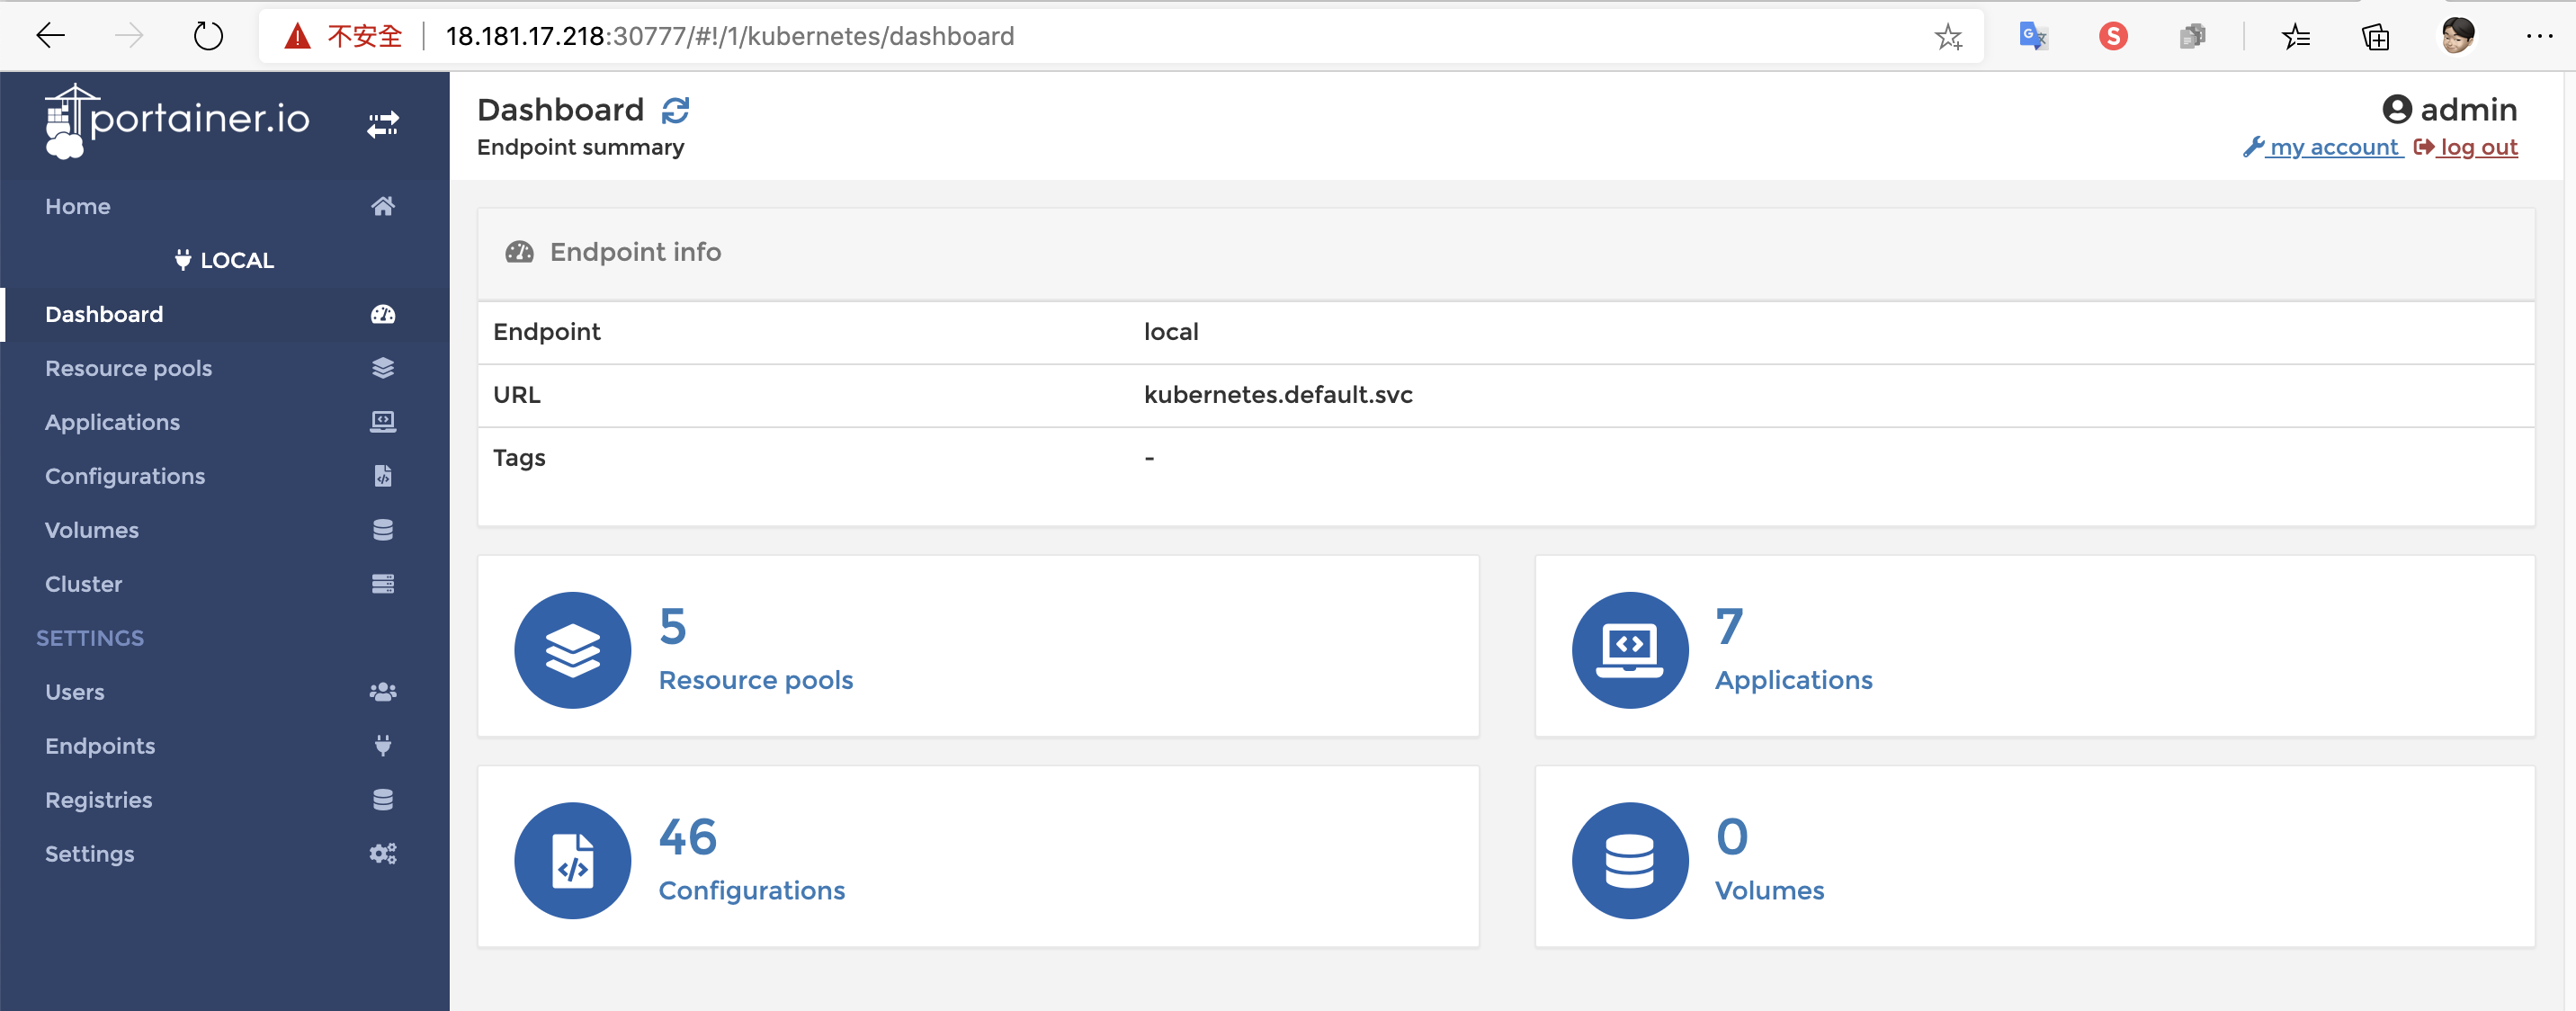 不安全 18.181.17.218:30777/#!/1/kubernetes/dashboard
portainer.io
Home
LOCAL
Dashboard
Resource pools
Applications
Configurations
Volumes
Cluster
SETTINGS
Users
Endpoints
Registries
Settings
Dashboard
Endpoint summary
admin
my account log out
Endpoint info
Endpoint local
URL kubernetes.default.svc
Tags -
5
Resource pools
7
Applications
46
Configurations
0
Volumes